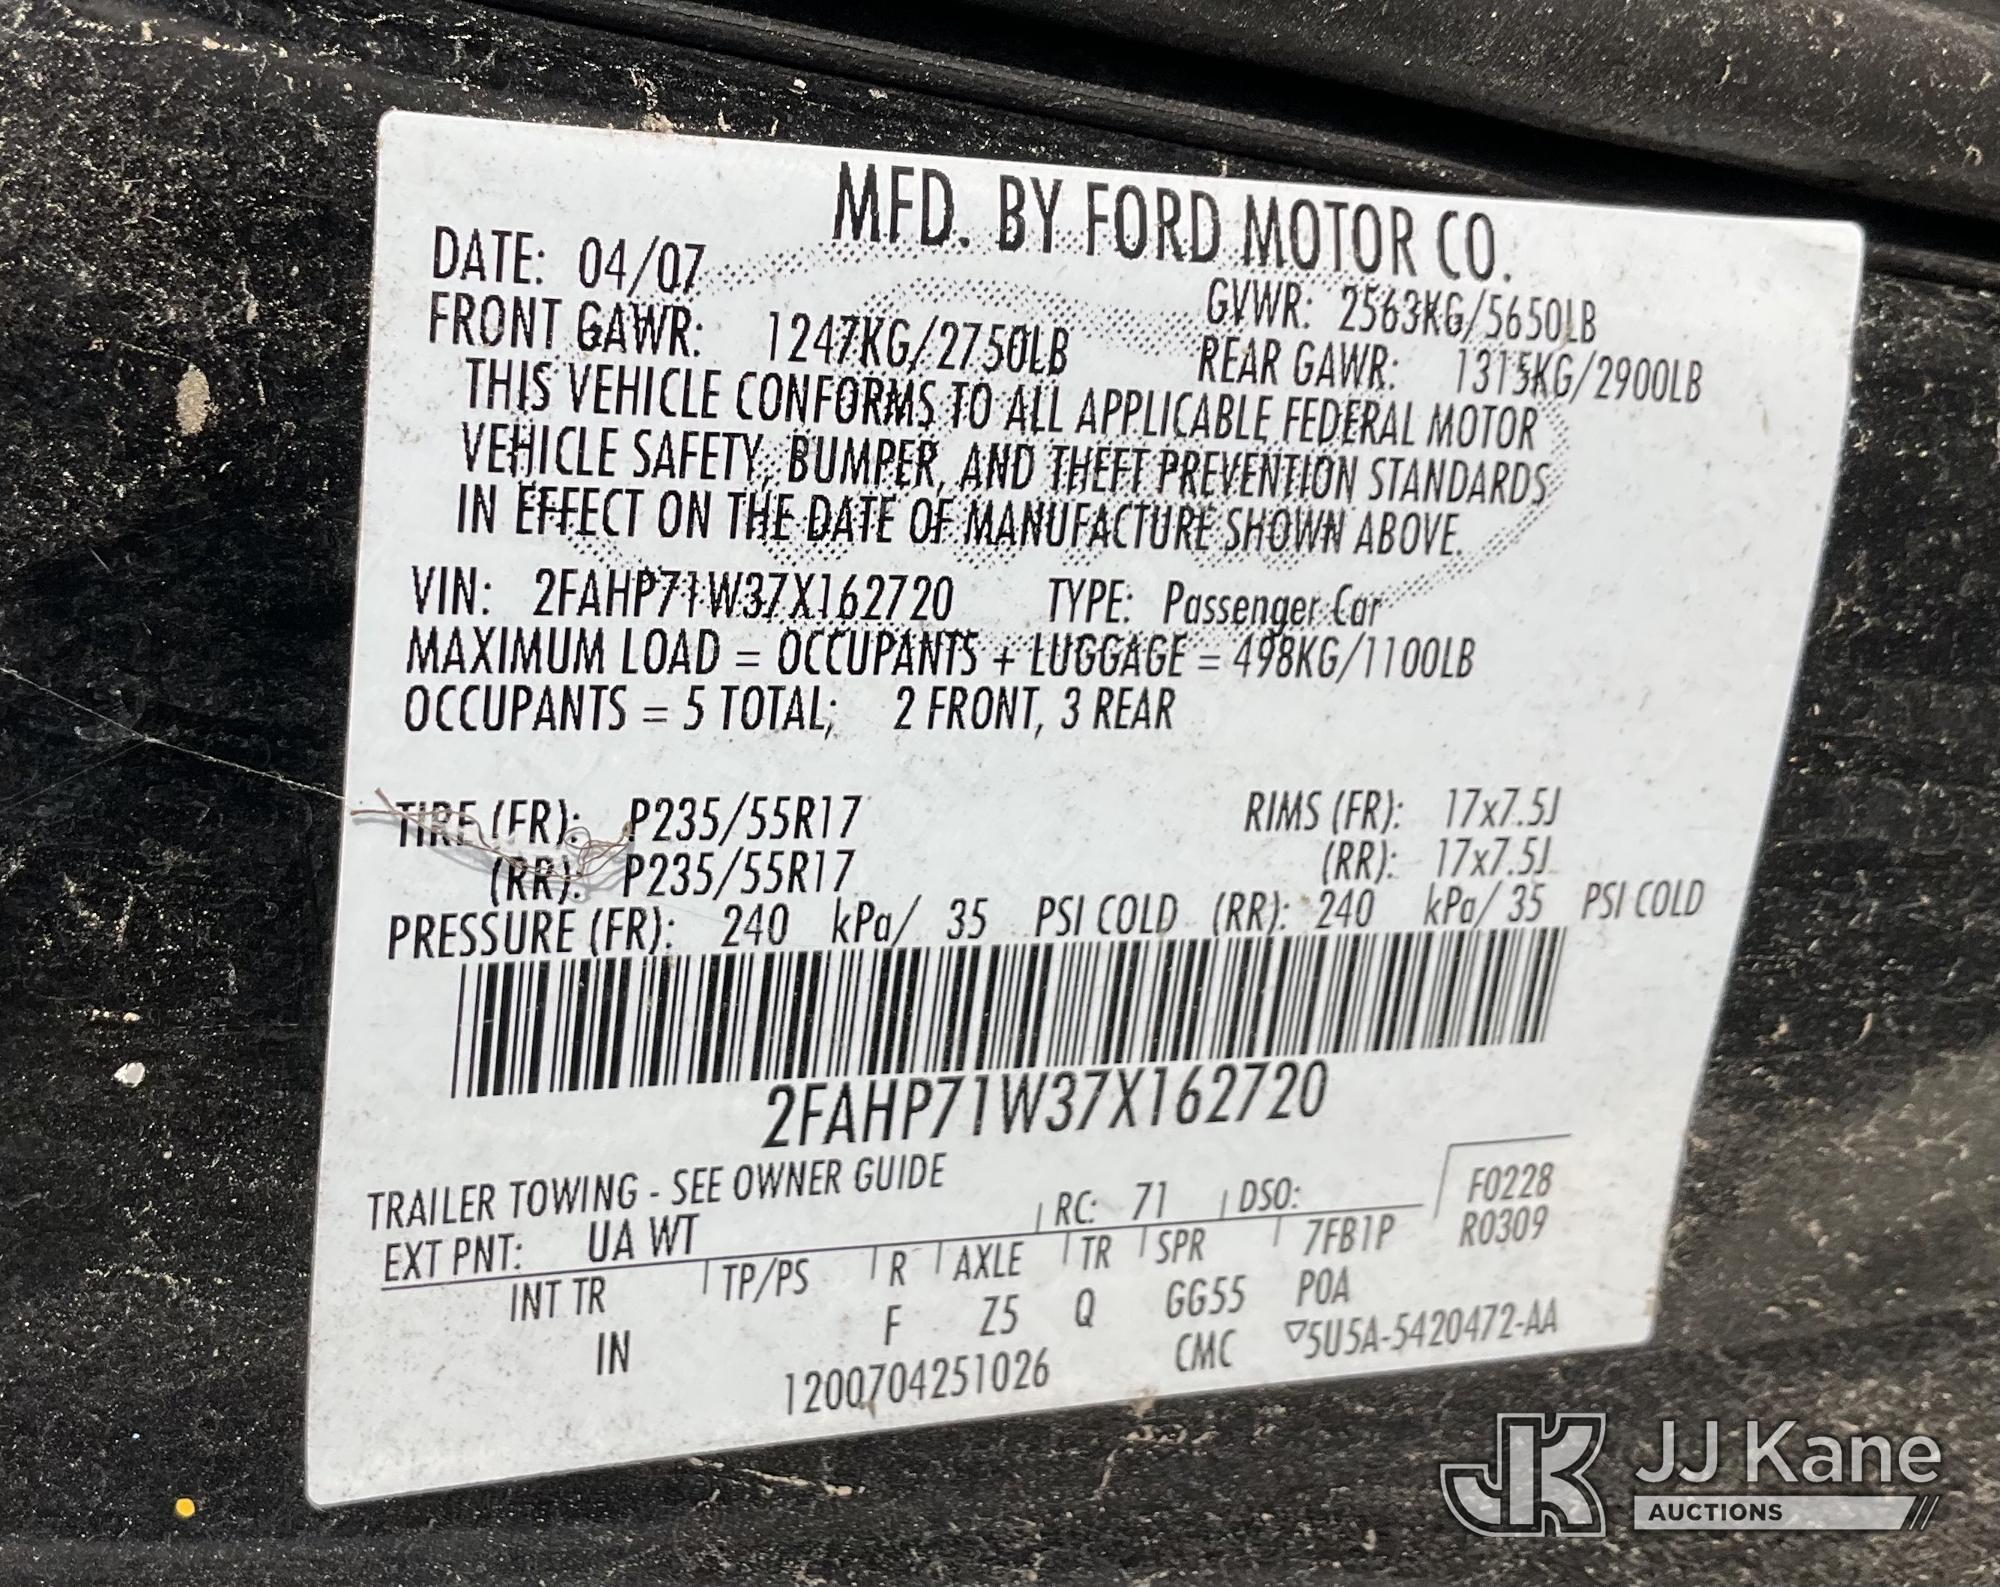 MFD. BY FORD MOTOR CO.
DATE: 04/07
GVWR: 2563KG/5650LB
FRONT GAWR: 1247KG/2750LB
REAR GAWR: 1315KG/2900LB
THIS VEHICLE CONFORMS TO ALL APPLICABLE FEDERAL MOTOR
VEHICLE SAFETY, BUMPER, AND THEFT PREVENTION STANDARDS
IN EFFECT ON THE DATE OF MANUFACTURE SHOWN ABOVE.
VIN: 2FAHP71W37X162720 TYPE: Passenger Car
MAXIMUM LOAD = OCCUPANTS + LUGGAGE = 498KG/1100LB
OCCUPANTS = 5 TOTAL; 2 FRONT, 3 REAR
TIRE (FR): P235/55R17 RIMS (FR): 17x7.5J
(RR): P235/55R17 (RR): 17x7.5J
PRESSURE (FR): 240 kPa/ 35 PSI COLD (RR): 240 kPa/ 35 PSI COLD
2FAHP71W37X162720
TRAILER TOWING - SEE OWNER GUIDE
EXT PNT: UA WT RC: 71 DSO: F0228
INT TR TP/PS R AXLE TR SPR 7FB1P R0309
IN F Z5 Q GG55 POA
1200704251026 CMC ▽5U5A-5420472-AA
JK JJ Kane
AUCTIONS